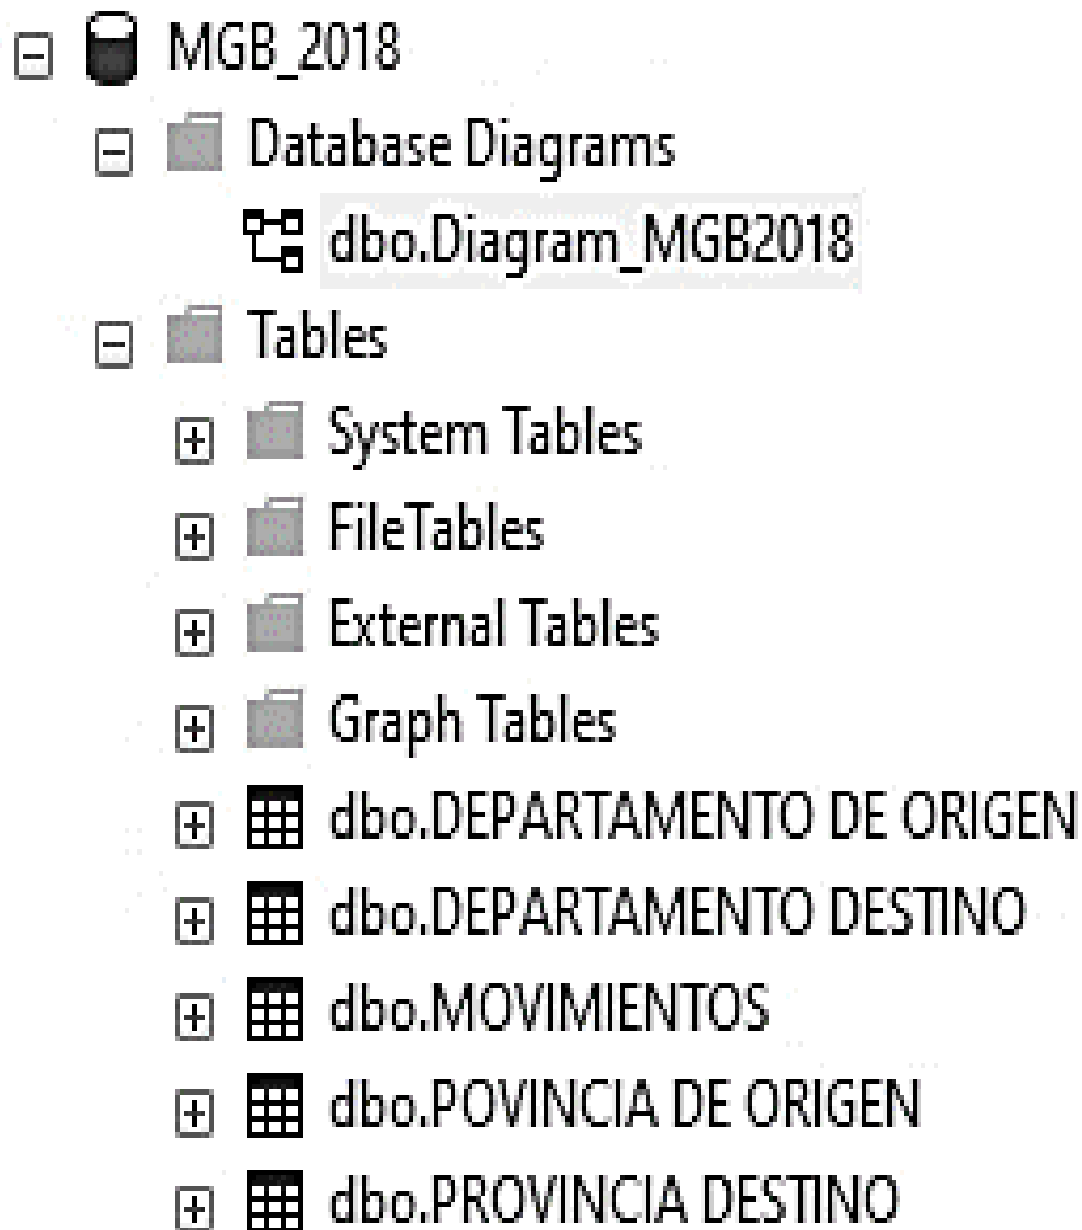 MGB_2018
Database Diagrams
dbo.Diagram_MGB2018
Tables
System Tables
FileTables
External Tables
Graph Tables
dbo.DEPARTAMENTO DE ORIGEN
dbo.DEPARTAMENTO DESTINO
dbo.MOVIMIENTOS
dbo.POVINCIA DE ORIGEN
dbo.PROVINCIA DESTINO